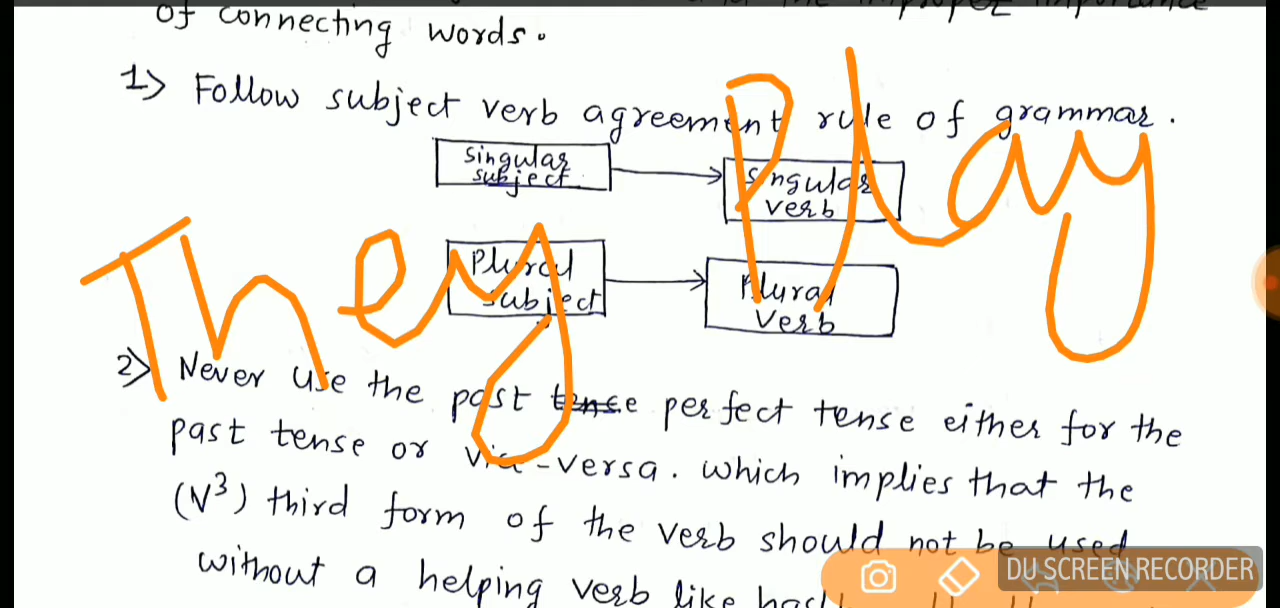 of connecting words. improper importance
1) Follow subject verb agreement rule of grammar.
singular subject → singular verb
Plural subject → Plural verb
They play
2) Never use the past tense perfect tense either for the
past tense or vice-versa. which implies that the
(V³) third form of the verb should not be used
without a helping verb like
DU SCREEN RECORDER